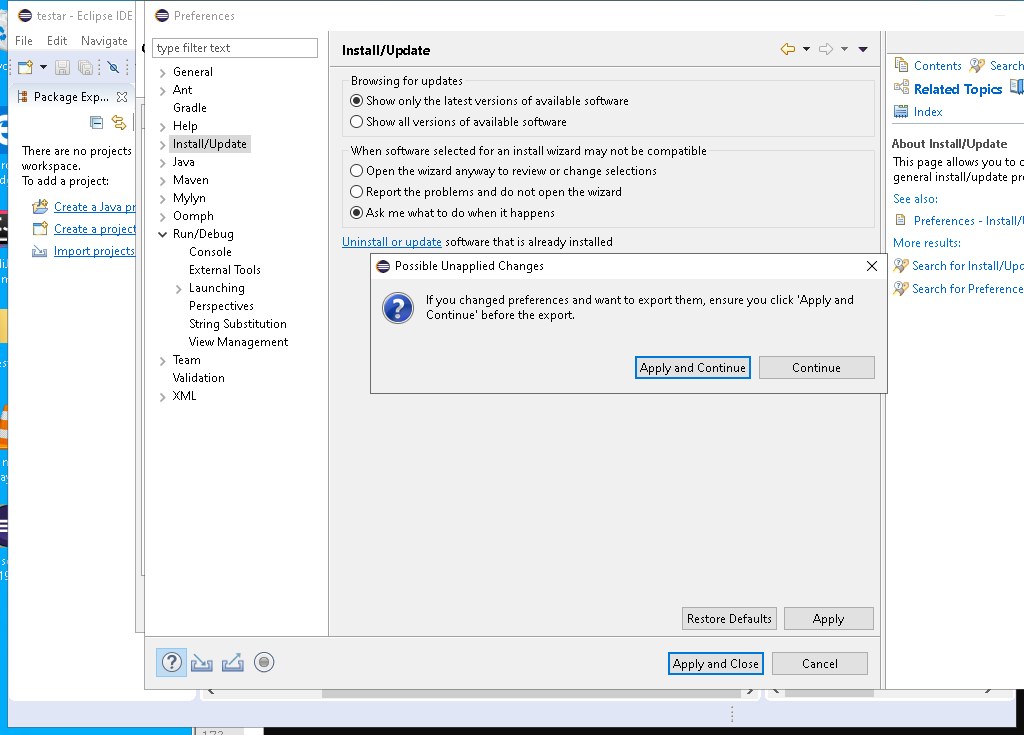 testar - Eclipse IDE
File Edit Navigate
Package Exp...
There are no projects
workspace.
To add a project:
Create a Java pr
Create a project
Import projects
Preferences
type filter text
General
Ant
Gradle
Help
Install/Update
Java
Maven
Mylyn
Oomph
Run/Debug
Console
External Tools
Launching
Perspectives
String Substitution
View Management
Team
Validation
XML
Install/Update
Browsing for updates
Show only the latest versions of available software
Show all versions of available software
When software selected for an install wizard may not be compatible
Open the wizard anyway to review or change selections
Report the problems and do not open the wizard
Ask me what to do when it happens
Uninstall or update software that is already installed
Possible Unapplied Changes
If you changed preferences and want to export them, ensure you click 'Apply and
Continue' before the export.
Apply and Continue Continue
Restore Defaults Apply
Apply and Close Cancel
Contents Search
Related Topics
Index
About Install/Update
This page allows you to c
general install/update pr
See also:
Preferences - Install/
More results:
Search for Install/Upd
Search for Preference